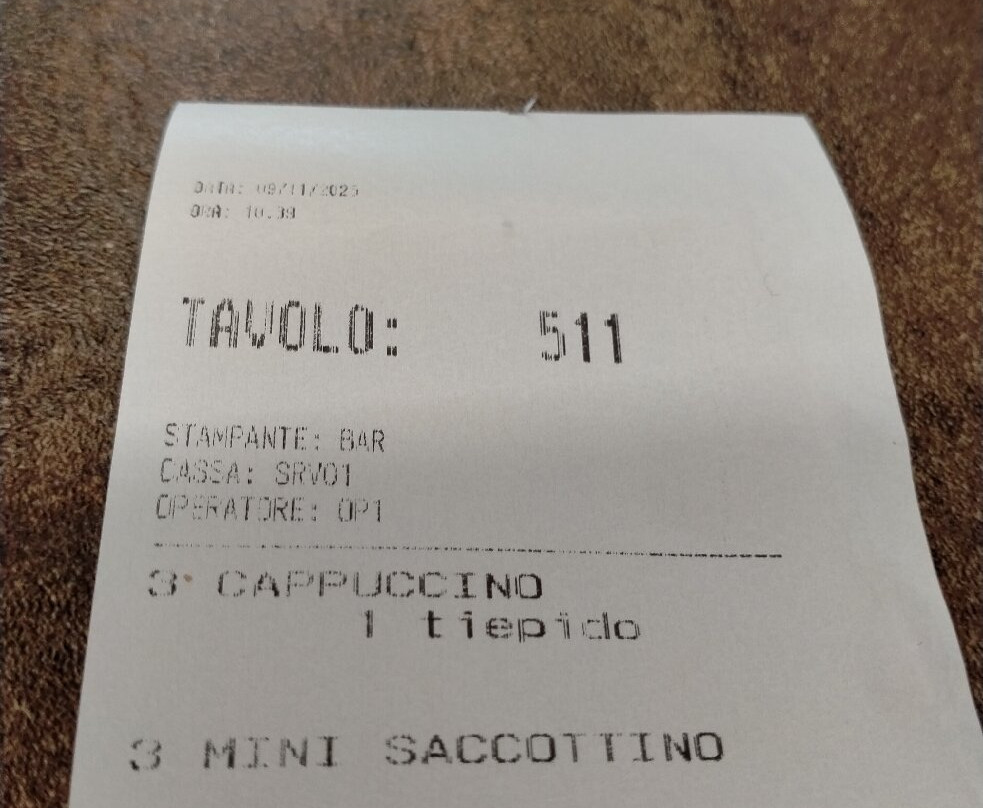 DATA: 09/11/2025
ORA: 10.39
TAVOLO: 511
STAMPANTE: BAR
CASSA: SRV01
OPERATORE: OP1
3 CAPPUCCINO
1 tiepido
3 MINI SACCOTTINO